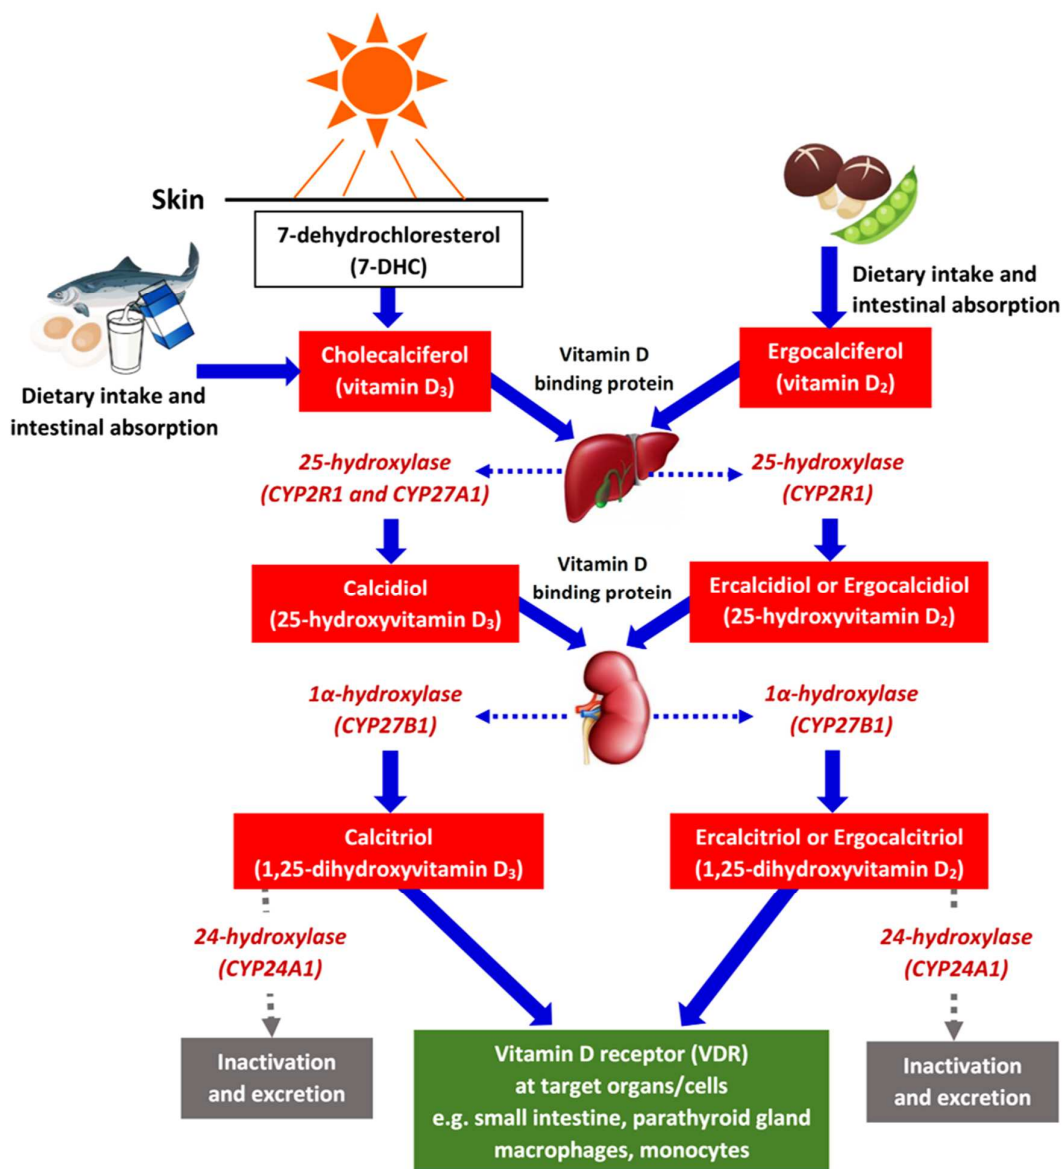 Skin
7-dehydrochloresterol
(7-DHC)
Dietary intake and
intestinal absorption
Dietary intake and
intestinal absorption
Cholecalciferol
(vitamin D₃)
Vitamin D
binding protein
Ergocalciferol
(vitamin D₂)
25-hydroxylase
(CYP2R1 and CYP27A1)
25-hydroxylase
(CYP2R1)
Calcidiol
(25-hydroxyvitamin D₃)
Vitamin D
binding protein
Ercalcidiol or Ergocalcidiol
(25-hydroxyvitamin D₂)
1α-hydroxylase
(CYP27B1)
1α-hydroxylase
(CYP27B1)
Calcitriol
(1,25-dihydroxyvitamin D₃)
Ercalcitriol or Ergocalcitriol
(1,25-dihydroxyvitamin D₂)
24-hydroxylase
(CYP24A1)
24-hydroxylase
(CYP24A1)
Inactivation
and excretion
Vitamin D receptor (VDR)
at target organs/cells
e.g. small intestine, parathyroid gland
macrophages, monocytes
Inactivation
and excretion